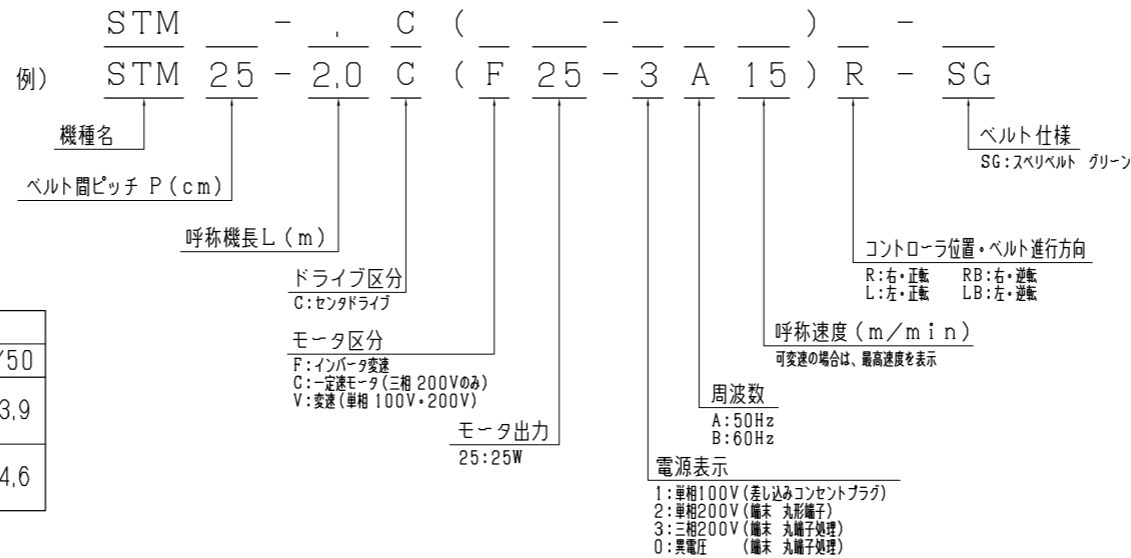 STM - . C ( - ) -
例) STM 25 - 2.0 C ( F 25 - 3 A 15 ) R - SG
機種名
ベルト仕様
SG:スベリベルト グリーン
ベルト間ピッチ P(cm)
呼称機長L(m)
コントローラ位置・ベルト進行方向
R:右・正転 RB:右・逆転
L:左・正転 LB:左・逆転
ドライブ区分
C:センタドライブ
呼称速度(m/min)
可変速の場合は、最高速度を表示
モータ区分
F:インバータ変速
C:一定速モータ(三相 200Vのみ)
V:変速(単相 100V・200V)
周波数
A:50Hz
B:60Hz
モータ出力
25:25W
電源表示
1:単相100V(差し込みコンセントプラグ)
2:単相200V(端末 丸形端子)
3:三相200V(端末 丸端子処理)
0:異電圧 (端末 丸端子処理)
/50
3.9
4.6